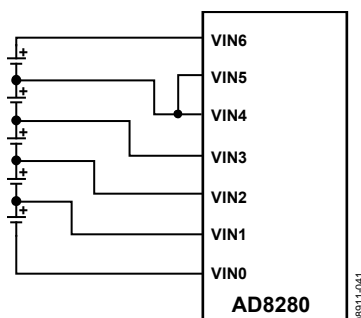 VIN6
+
VIN5
+
VIN4
+
VIN3
+
VIN2
+
VIN1
VIN0
AD8280
08911-041